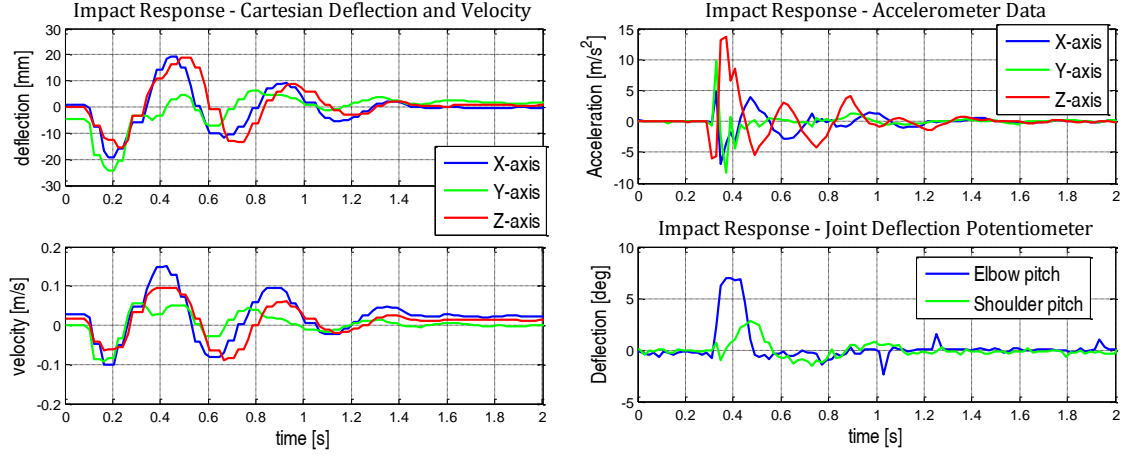 Impact Response - Cartesian Deflection and Velocity
30
20
10
0
-10
-20
-30
deflection [mm]
0 0.2 0.4 0.6 0.8 1 1.2 1.4
X-axis
Y-axis
Z-axis
0.2
0.1
0
-0.1
-0.2
velocity [m/s]
0 0.2 0.4 0.6 0.8 1 1.2 1.4 1.6 1.8 2
time [s]
Impact Response - Accelerometer Data
15
10
5
0
-5
-10
Acceleration [m/s²]
X-axis
Y-axis
Z-axis
0 0.2 0.4 0.6 0.8 1 1.2 1.4 1.6 1.8 2
Impact Response - Joint Deflection Potentiometer
10
5
0
-5
Deflection [deg]
Elbow pitch
Shoulder pitch
0 0.2 0.4 0.6 0.8 1 1.2 1.4 1.6 1.8 2
time [s]